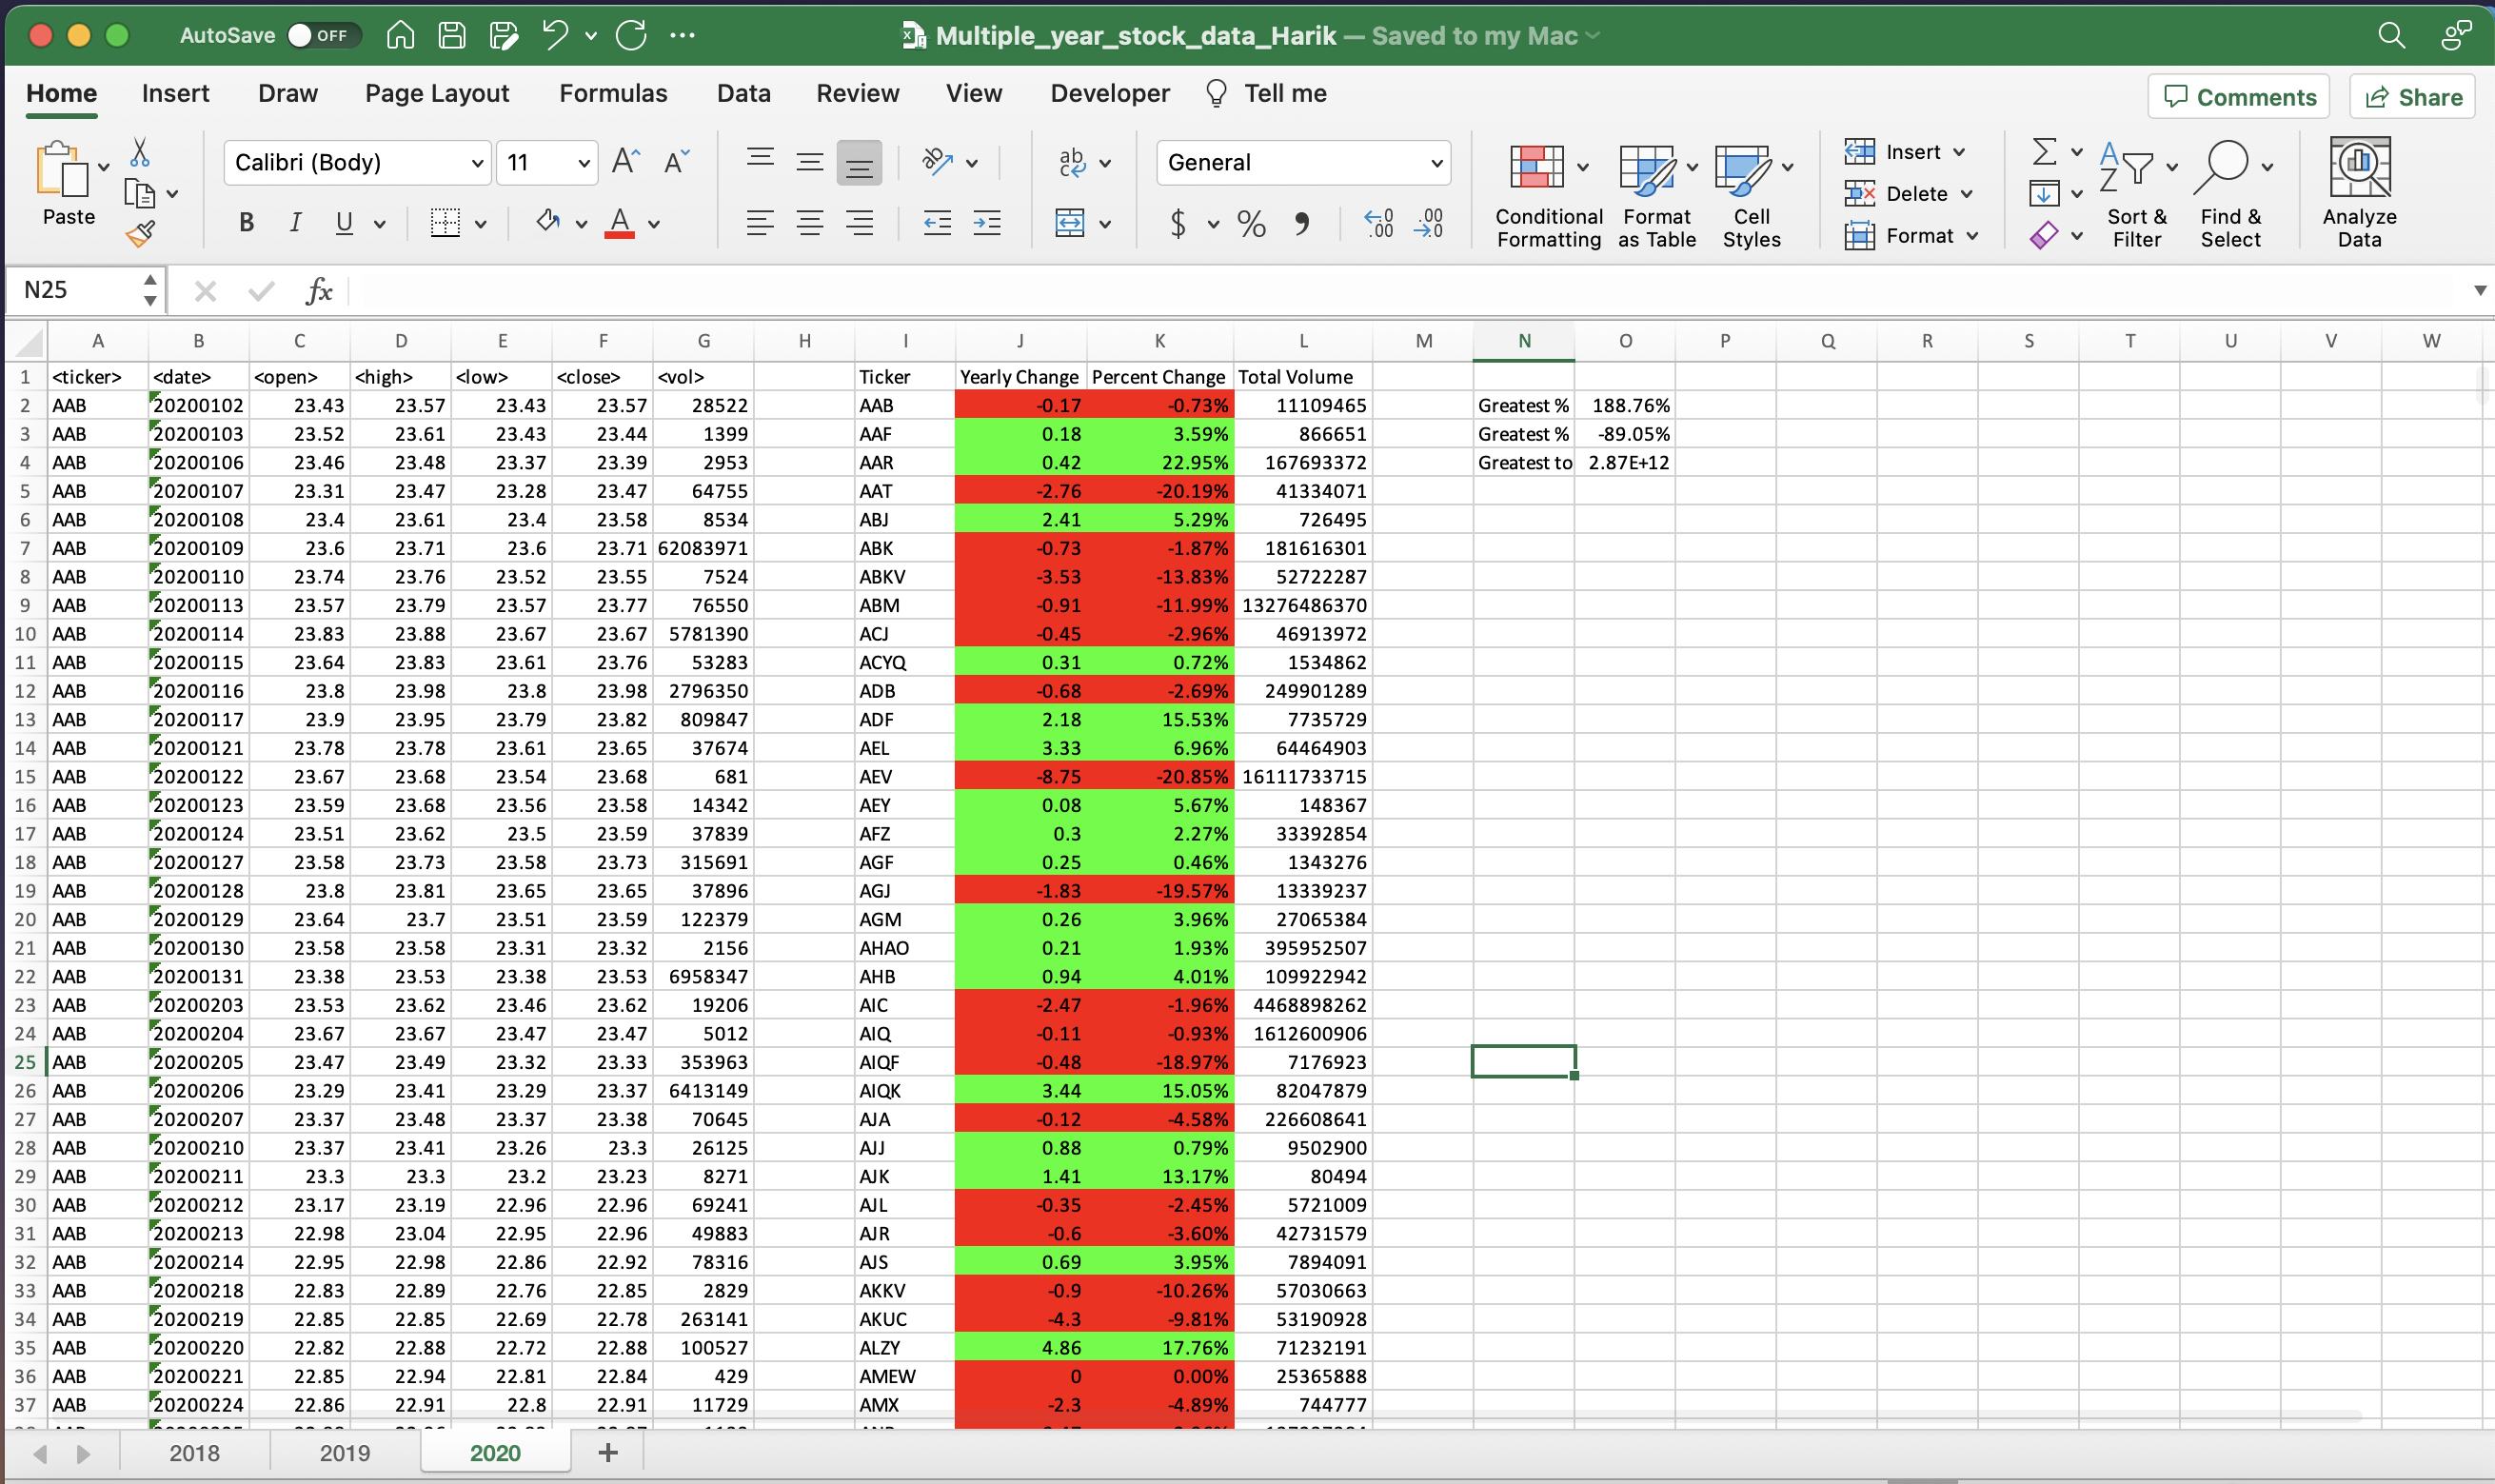 AutoSave OFF Multiple_year_stock_data_Harik — Saved to my Mac
Home Insert Draw Page Layout Formulas Data Review View Developer Tell me Comments Share
Paste Calibri (Body) 11 General Conditional Formatting Format as Table Cell Styles Insert Delete Format Sort & Filter Find & Select Analyze Data
N25 fx
A B C D E F G H I J K L M N O P Q R S T U V W
1 <ticker> <date> <open> <high> <low> <close> <vol> Ticker Yearly Change Percent Change Total Volume
2 AAB 20200102 23.43 23.57 23.43 23.57 28522 AAB -0.17 -0.73% 11109465 Greatest % 188.76%
3 AAB 20200103 23.52 23.61 23.43 23.44 1399 AAF 0.18 3.59% 866651 Greatest % -89.05%
4 AAB 20200106 23.46 23.48 23.37 23.39 2953 AAR 0.42 22.95% 167693372 Greatest to 2.87E+12
5 AAB 20200107 23.31 23.47 23.28 23.47 64755 AAT -2.76 -20.19% 41334071
6 AAB 20200108 23.4 23.61 23.4 23.58 8534 ABJ 2.41 5.29% 726495
7 AAB 20200109 23.6 23.71 23.6 23.71 62083971 ABK -0.73 -1.87% 181616301
8 AAB 20200110 23.74 23.76 23.52 23.55 7524 ABKV -3.53 -13.83% 52722287
9 AAB 20200113 23.57 23.79 23.57 23.77 76550 ABM -0.91 -11.99% 13276486370
10 AAB 20200114 23.83 23.88 23.67 23.67 5781390 ACJ -0.45 -2.96% 46913972
11 AAB 20200115 23.64 23.83 23.61 23.76 53283 ACYQ 0.31 0.72% 1534862
12 AAB 20200116 23.8 23.98 23.8 23.98 2796350 ADB -0.68 -2.69% 249901289
13 AAB 20200117 23.9 23.95 23.79 23.82 809847 ADF 2.18 15.53% 7735729
14 AAB 20200121 23.78 23.78 23.61 23.65 37674 AEL 3.33 6.96% 64464903
15 AAB 20200122 23.67 23.68 23.54 23.68 681 AEV -8.75 -20.85% 16111733715
16 AAB 20200123 23.59 23.68 23.56 23.58 14342 AEY 0.08 5.67% 148367
17 AAB 20200124 23.51 23.62 23.5 23.59 37839 AFZ 0.3 2.27% 33392854
18 AAB 20200127 23.58 23.73 23.58 23.73 315691 AGF 0.25 0.46% 1343276
19 AAB 20200128 23.8 23.81 23.65 23.65 37896 AGJ -1.83 -19.57% 13339237
20 AAB 20200129 23.64 23.7 23.51 23.59 122379 AGM 0.26 3.96% 27065384
21 AAB 20200130 23.58 23.58 23.31 23.32 2156 AHAO 0.21 1.93% 395952507
22 AAB 20200131 23.38 23.53 23.38 23.53 6958347 AHB 0.94 4.01% 109922942
23 AAB 20200203 23.53 23.62 23.46 23.62 19206 AIC -2.47 -1.96% 4468898262
24 AAB 20200204 23.67 23.67 23.47 23.47 5012 AIQ -0.11 -0.93% 1612600906
25 AAB 20200205 23.47 23.49 23.32 23.33 353963 AIQF -0.48 -18.97% 7176923
26 AAB 20200206 23.29 23.41 23.29 23.37 6413149 AIQK 3.44 15.05% 82047879
27 AAB 20200207 23.37 23.48 23.37 23.38 70645 AJA -0.12 -4.58% 226608641
28 AAB 20200210 23.37 23.41 23.26 23.3 26125 AJJ 0.88 0.79% 9502900
29 AAB 20200211 23.3 23.3 23.2 23.23 8271 AJK 1.41 13.17% 80494
30 AAB 20200212 23.17 23.19 22.96 22.96 69241 AJL -0.35 -2.45% 5721009
31 AAB 20200213 22.98 23.04 22.95 22.96 49883 AJR -0.6 -3.60% 42731579
32 AAB 20200214 22.95 22.98 22.86 22.92 78316 AJS 0.69 3.95% 7894091
33 AAB 20200218 22.83 22.89 22.76 22.85 2829 AKKV -0.9 -10.26% 57030663
34 AAB 20200219 22.85 22.85 22.69 22.78 263141 AKUC -4.3 -9.81% 53190928
35 AAB 20200220 22.82 22.88 22.72 22.88 100527 ALZY 4.86 17.76% 71232191
36 AAB 20200221 22.85 22.94 22.81 22.84 429 AMEW 0 0.00% 25365888
37 AAB 20200224 22.86 22.91 22.8 22.91 11729 AMX -2.3 -4.89% 744777
2018 2019 2020